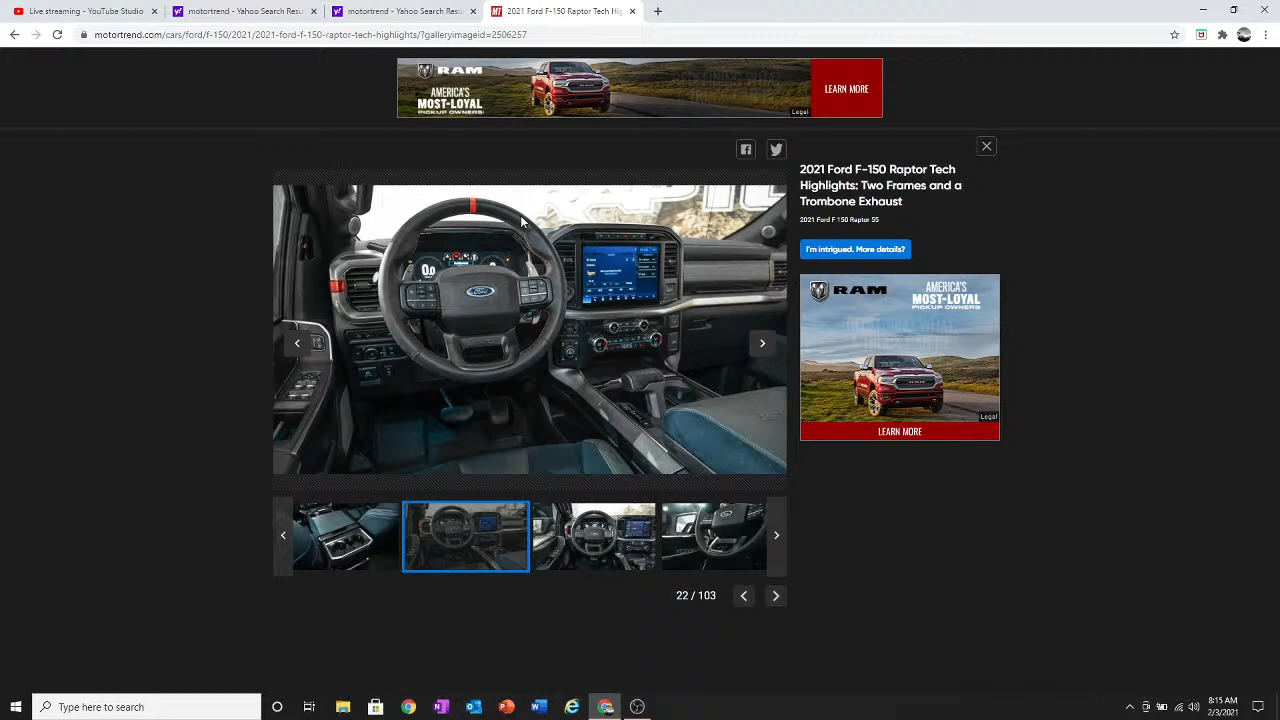 Live streaming - YouTube Studio
motortrend - Yahoo Search Resu
motortrend - Yahoo Search Resu
2021 Ford F-150 Raptor Tech Hig
motortrend.com/cars/ford/f-150/2021/2021-ford-f-150-raptor-tech-highlights/?galleryimageid=2506257
RAM
AMERICA'S
MOST-LOYAL
PICKUP OWNERS
LEARN MORE
Legal
2021 Ford F-150 Raptor Tech
Highlights: Two Frames and a
Trombone Exhaust
2021 Ford F 150 Raptor 55
I'm intrigued. More details?
0.0
Ford
RAM
AMERICA'S
MOST-LOYAL
PICKUP OWNERS
Legal
LEARN MORE
22 / 103
Type here to search
8:15 AM
2/3/2021